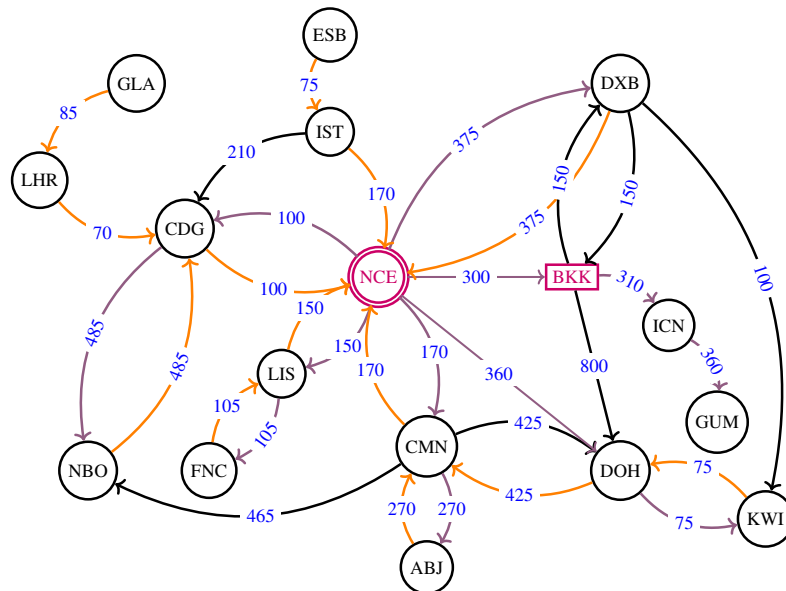 ESB
GLA
75
DXB
85
IST
375
210
170
150
150
LHR
70
CDG
100
375
NCE
300
BKK
310
100
100
150
ICN
485
150
170
360
485
LIS
170
360
800
105
GUM
105
425
CMN
NBO
FNC
DOH
75
425
465
270
270
75
KWI
ABJ